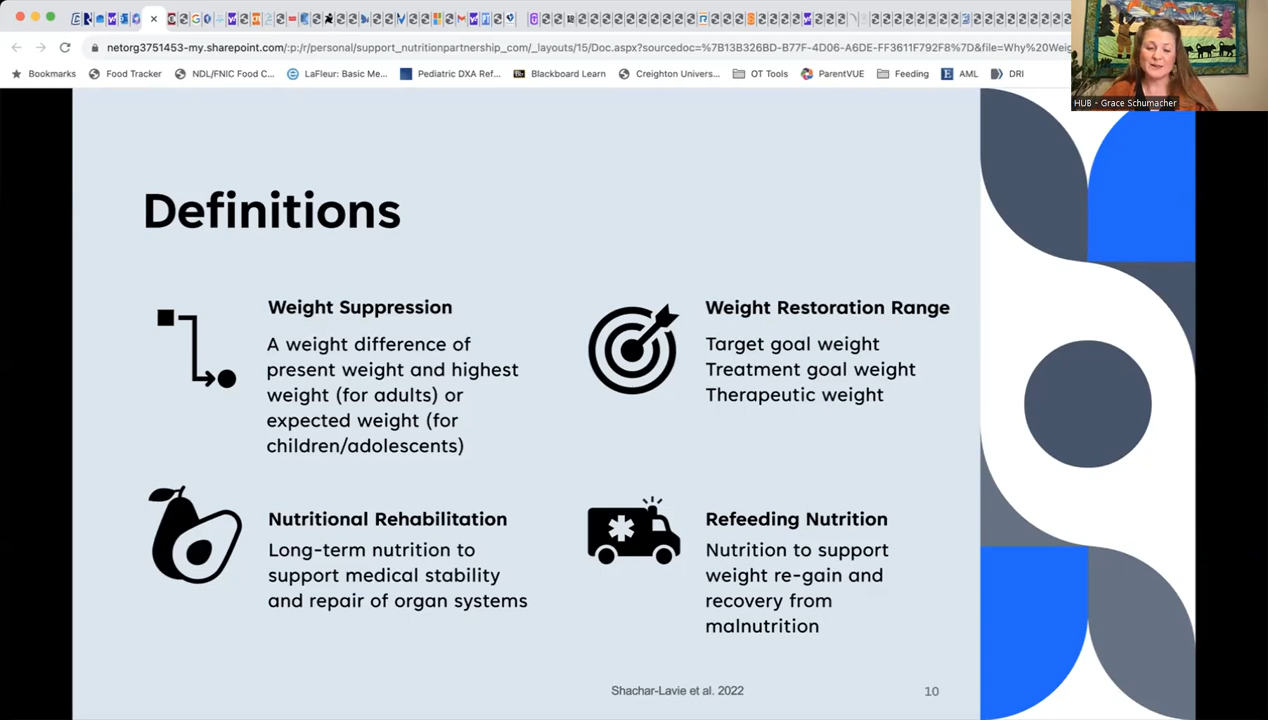 netorg3751453-my.sharepoint.com/:p:/r/personal/support_nutritionpartnership_com/_layouts/15/Doc.aspx?sourcedoc=%7B13B326BD-B77F-4D06-A6DE-FF3611F792F8%7D&file=Why%20Weig
Bookmarks Food Tracker NDL/FNIC Food C... LaFleur: Basic Me... Pediatric DXA Ref... Blackboard Learn Creighton Univers... OT Tools ParentVUE Feeding AML DRI
HUB - Grace Schumacher
Definitions
Weight Suppression
A weight difference of
present weight and highest
weight (for adults) or
expected weight (for
children/adolescents)
Weight Restoration Range
Target goal weight
Treatment goal weight
Therapeutic weight
Nutritional Rehabilitation
Long-term nutrition to
support medical stability
and repair of organ systems
Refeeding Nutrition
Nutrition to support
weight re-gain and
recovery from
malnutrition
Shachar-Lavie et al. 2022
10